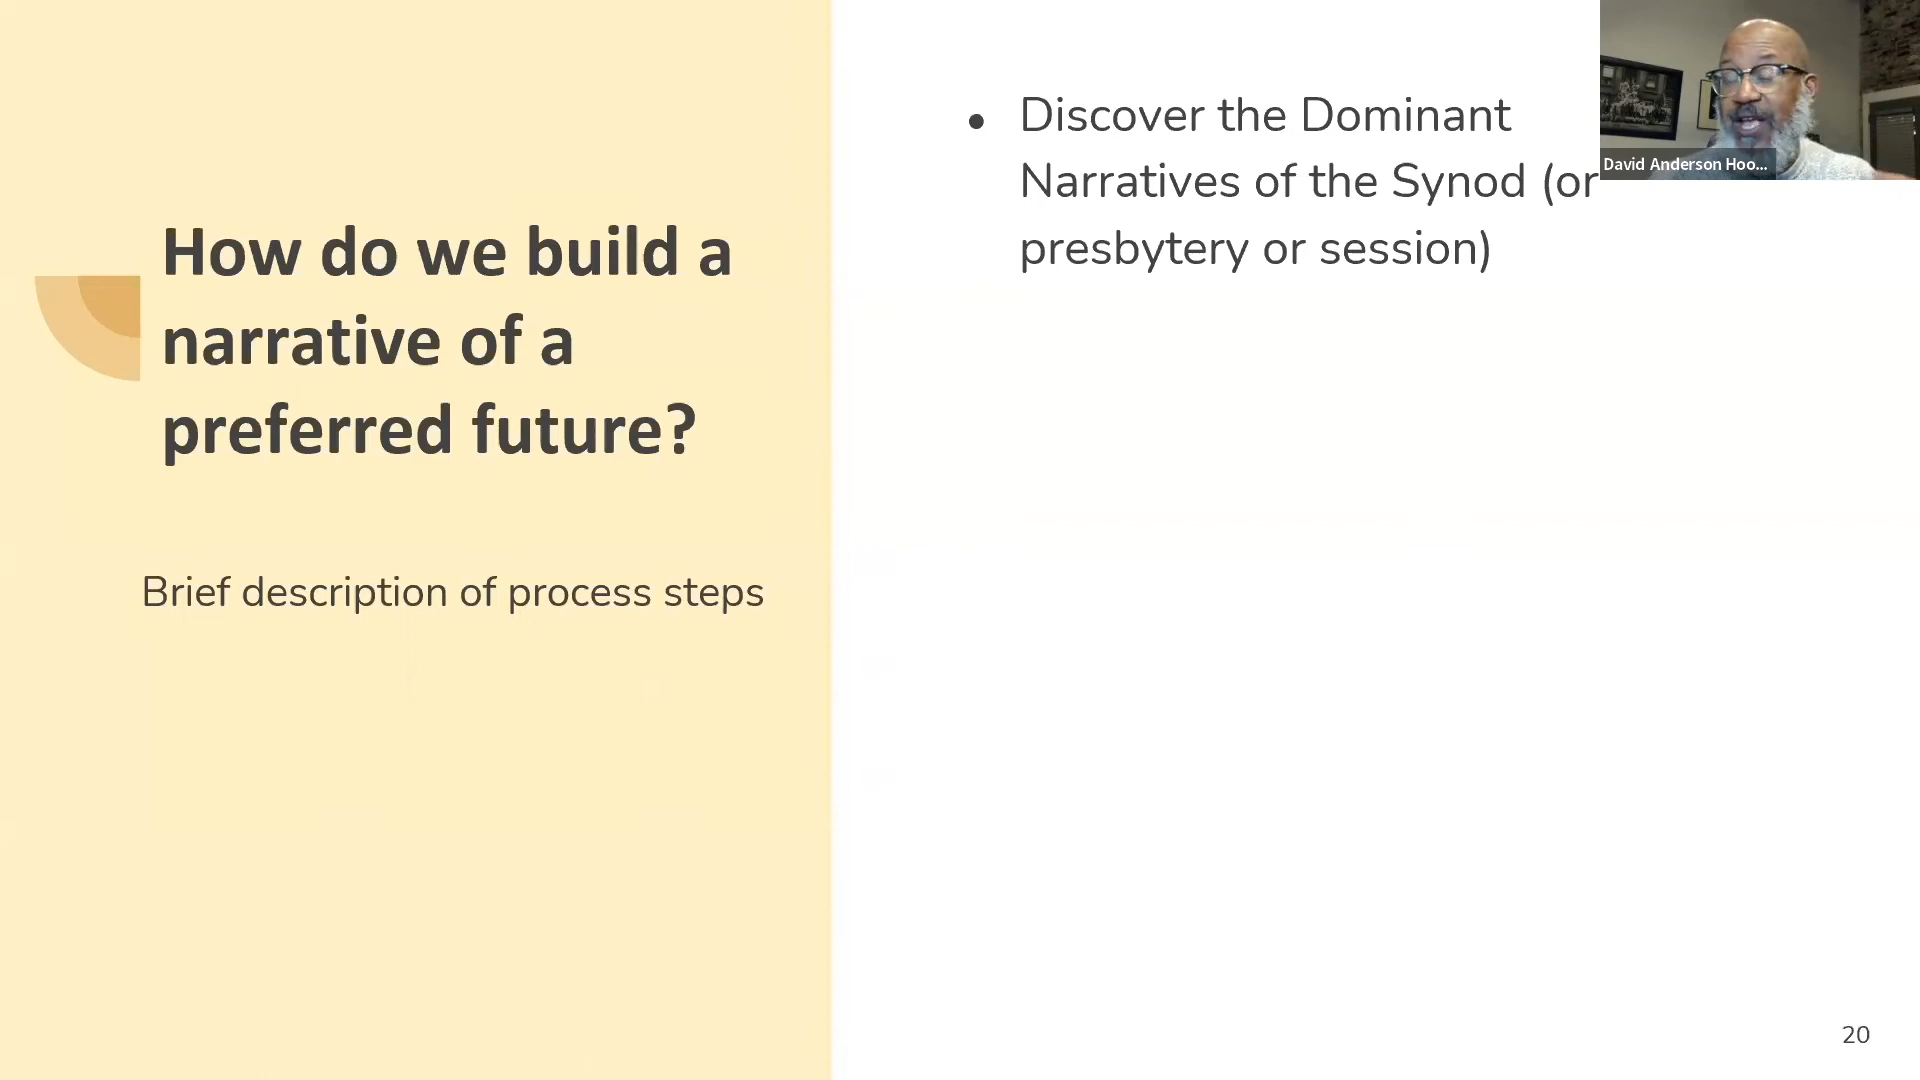 How do we build a
narrative of a
preferred future?
Brief description of process steps
• Discover the Dominant
Narratives of the Synod (or
presbytery or session)
David Anderson Hoo...
20